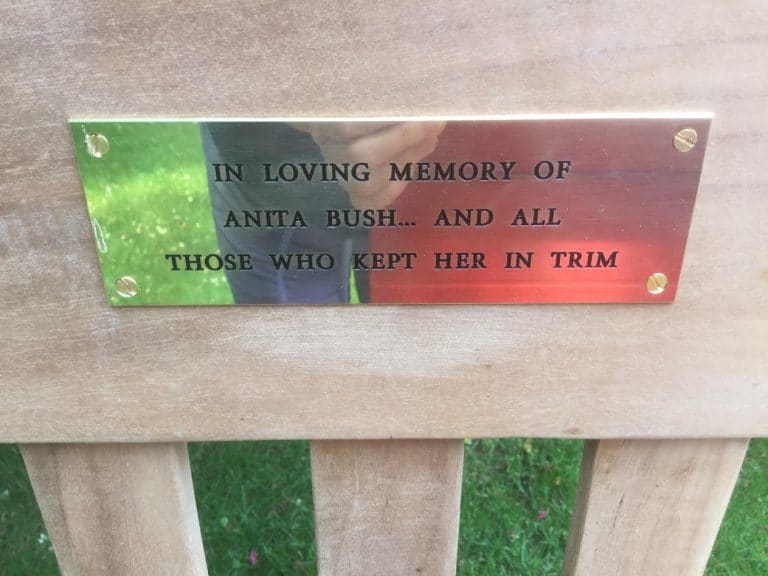 IN LOVING MEMORY OF
ANITA BUSH... AND ALL
THOSE WHO KEPT HER IN TRIM